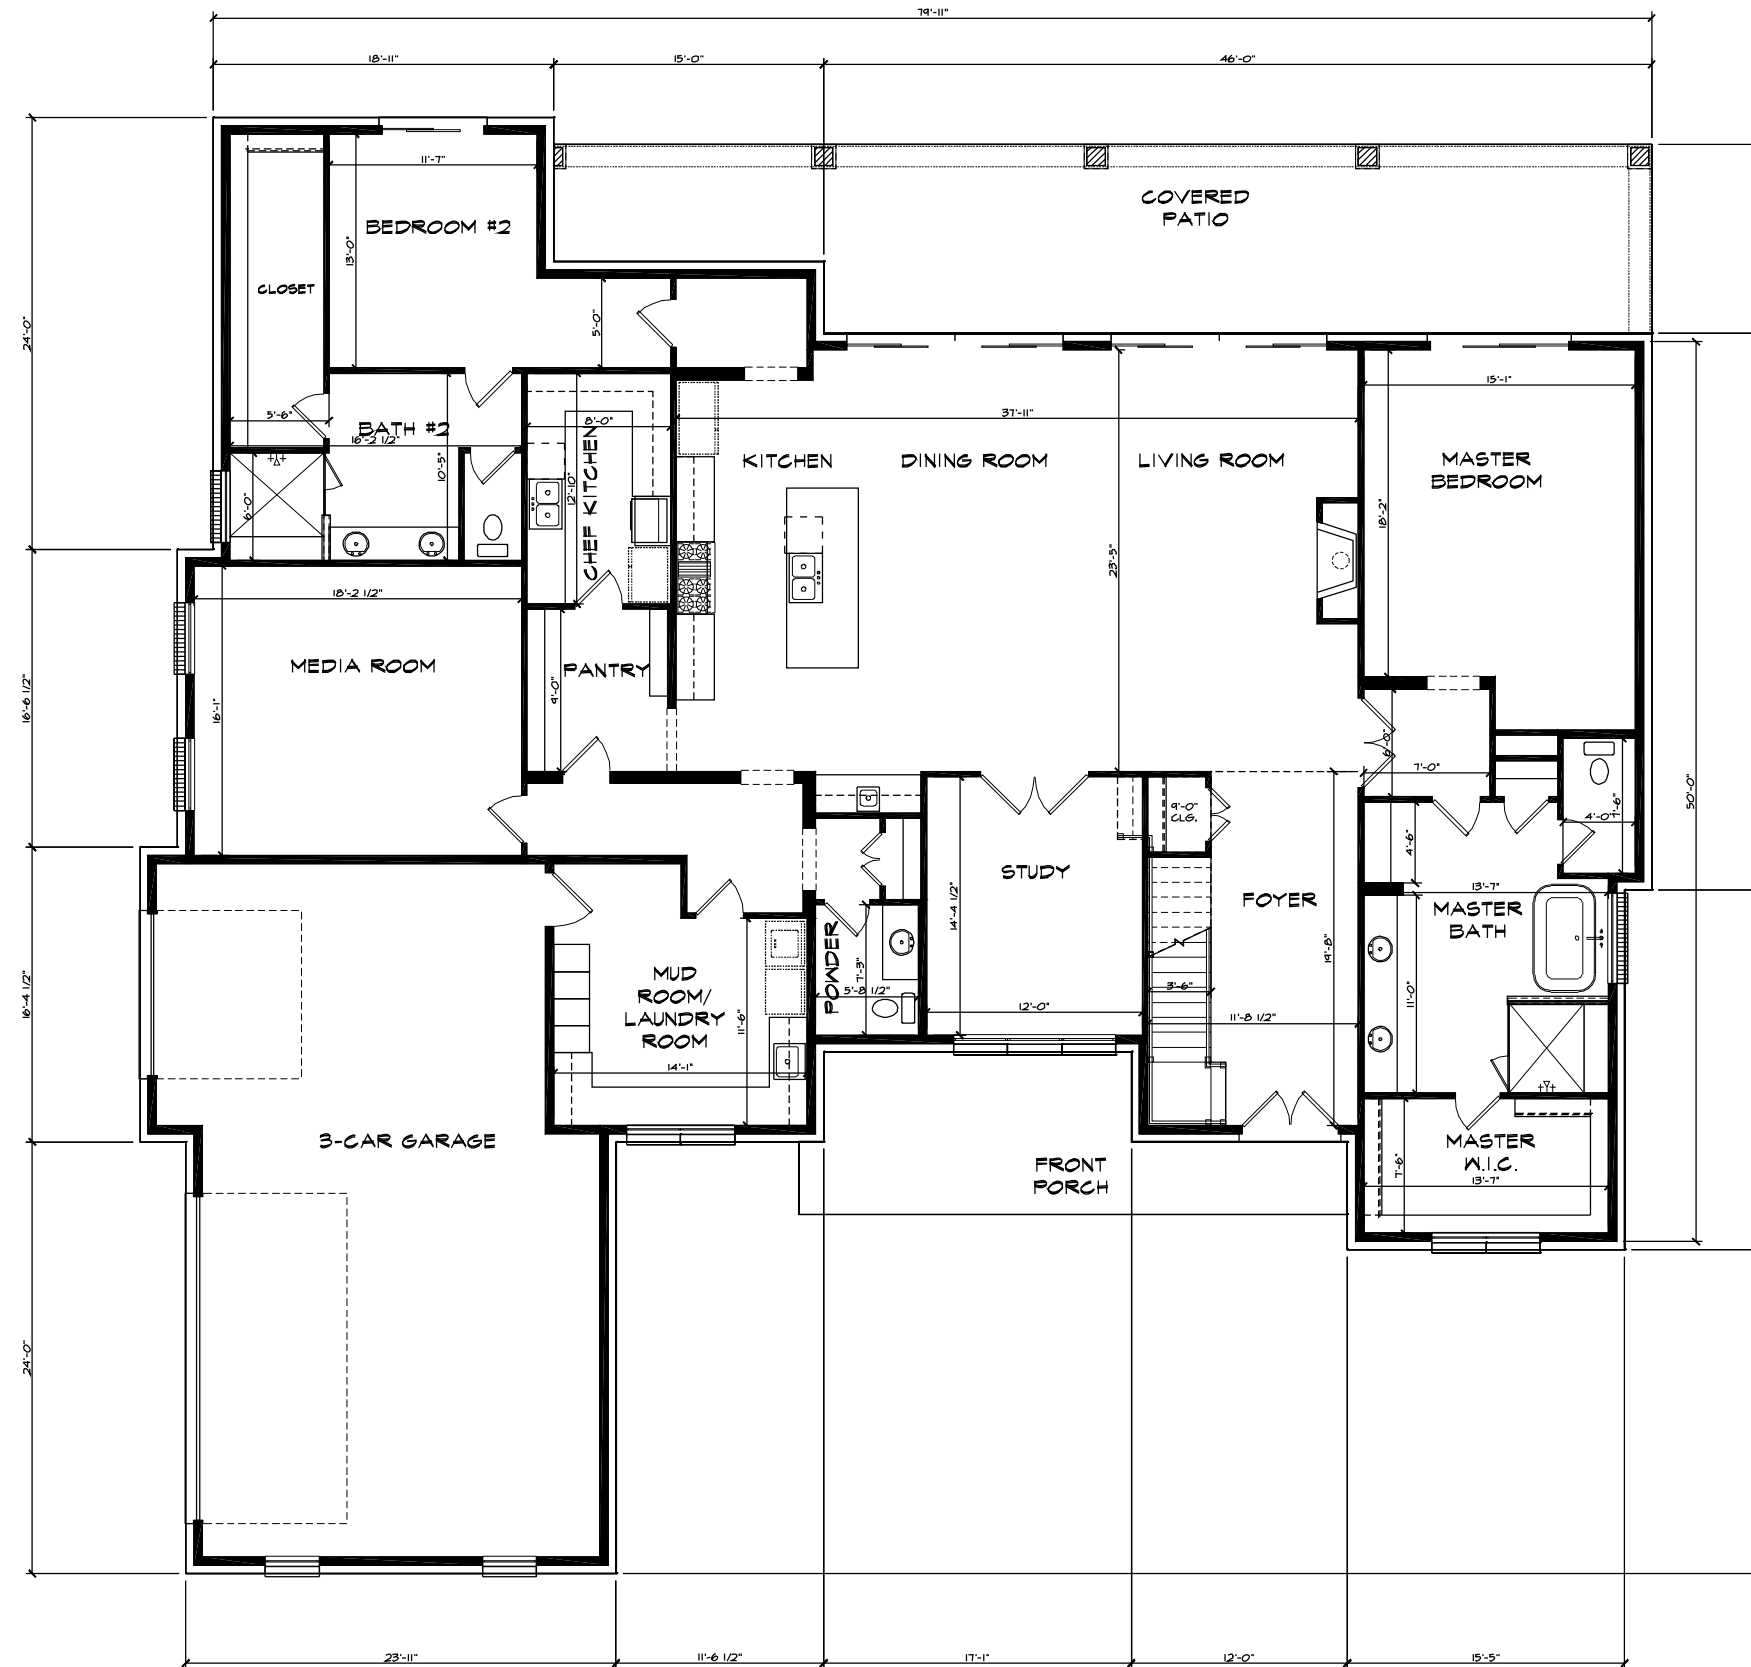 79'-11"
18'-11"
15'-0"
46'-0"
11'-7"
COVERED
PATIO
BEDROOM #2
13'-0"
CLOSET
5'-0"
24'-0"
15'-1"
5'-6"
37'-11"
8'-0"
BATH #2
16'-2 1/2"
KITCHEN
DINING ROOM
LIVING ROOM
MASTER
BEDROOM
10'-5"
6'-0"
12'-10"
CHEF KITCHEN
18'-2"
23'-5"
18'-2 1/2"
MEDIA ROOM
PANTRY
9'-0"
16'-1"
16'-6 1/2"
6'-0"
7'-0"
50'-0"
9'-0"
CLG.
4'-0"
4'-6"
STUDY
14'-4 1/2"
FOYER
13'-7"
MASTER
BATH
19'-8"
11'-0"
3'-6"
11'-8 1/2"
12'-0"
POWDER
7'-3"
5'-8 1/2"
MUD
ROOM/
LAUNDRY
ROOM
11'-6"
14'-1"
16'-4 1/2"
3-CAR GARAGE
FRONT
PORCH
MASTER
W.I.C.
7'-6"
13'-7"
24'-0"
23'-11"
11'-6 1/2"
17'-1"
12'-0"
15'-5"